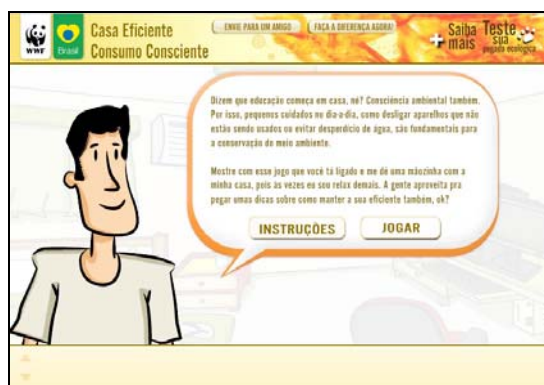 WWF
Brasil
Casa Eficiente
Consumo Consciente
ENVIE PARA UM AMIGO
FAÇA A DIFERENÇA AGORA!
+ Saiba mais
Teste sua pegada ecológica
Dizem que educação começa em casa, né? Consciência ambiental também.
Por isso, pequenos cuidados no dia-a-dia, como desligar aparelhos que não
estão sendo usados ou evitar desperdício de água, são fundamentais para
a conservação do meio ambiente.
Mostre com esse jogo que você tá ligado e me dê uma mãozinha com a
minha casa, pois às vezes eu sou relax demais. A gente aproveita pra
pegar umas dicas sobre como manter a sua eficiente também, ok?
INSTRUÇÕES
JOGAR